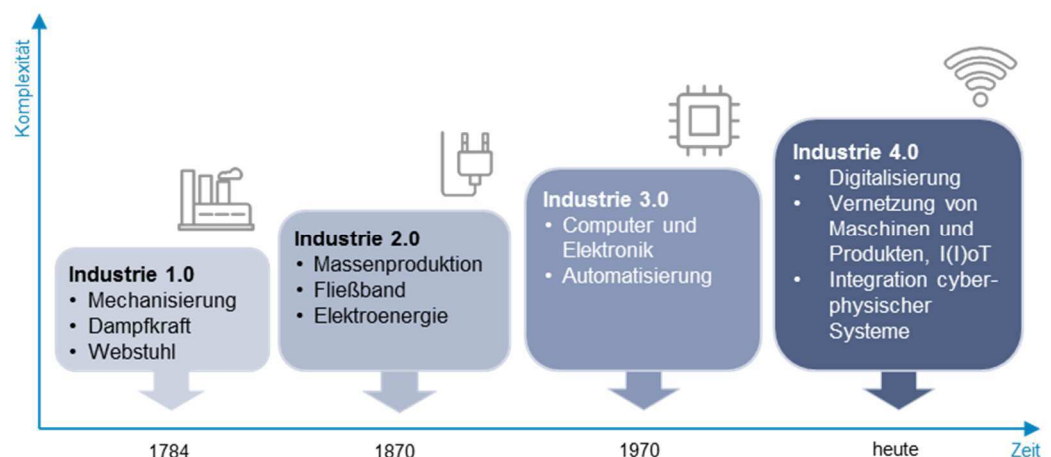 Komplexität
Industrie 1.0
• Mechanisierung
• Dampfkraft
• Webstuhl
Industrie 2.0
• Massenproduktion
• Fließband
• Elektroenergie
Industrie 3.0
• Computer und
Elektronik
• Automatisierung
Industrie 4.0
• Digitalisierung
• Vernetzung von
Maschinen und
Produkten, I(I)oT
• Integration cyber-
physischer
Systeme
1784
1870
1970
heute
Zeit